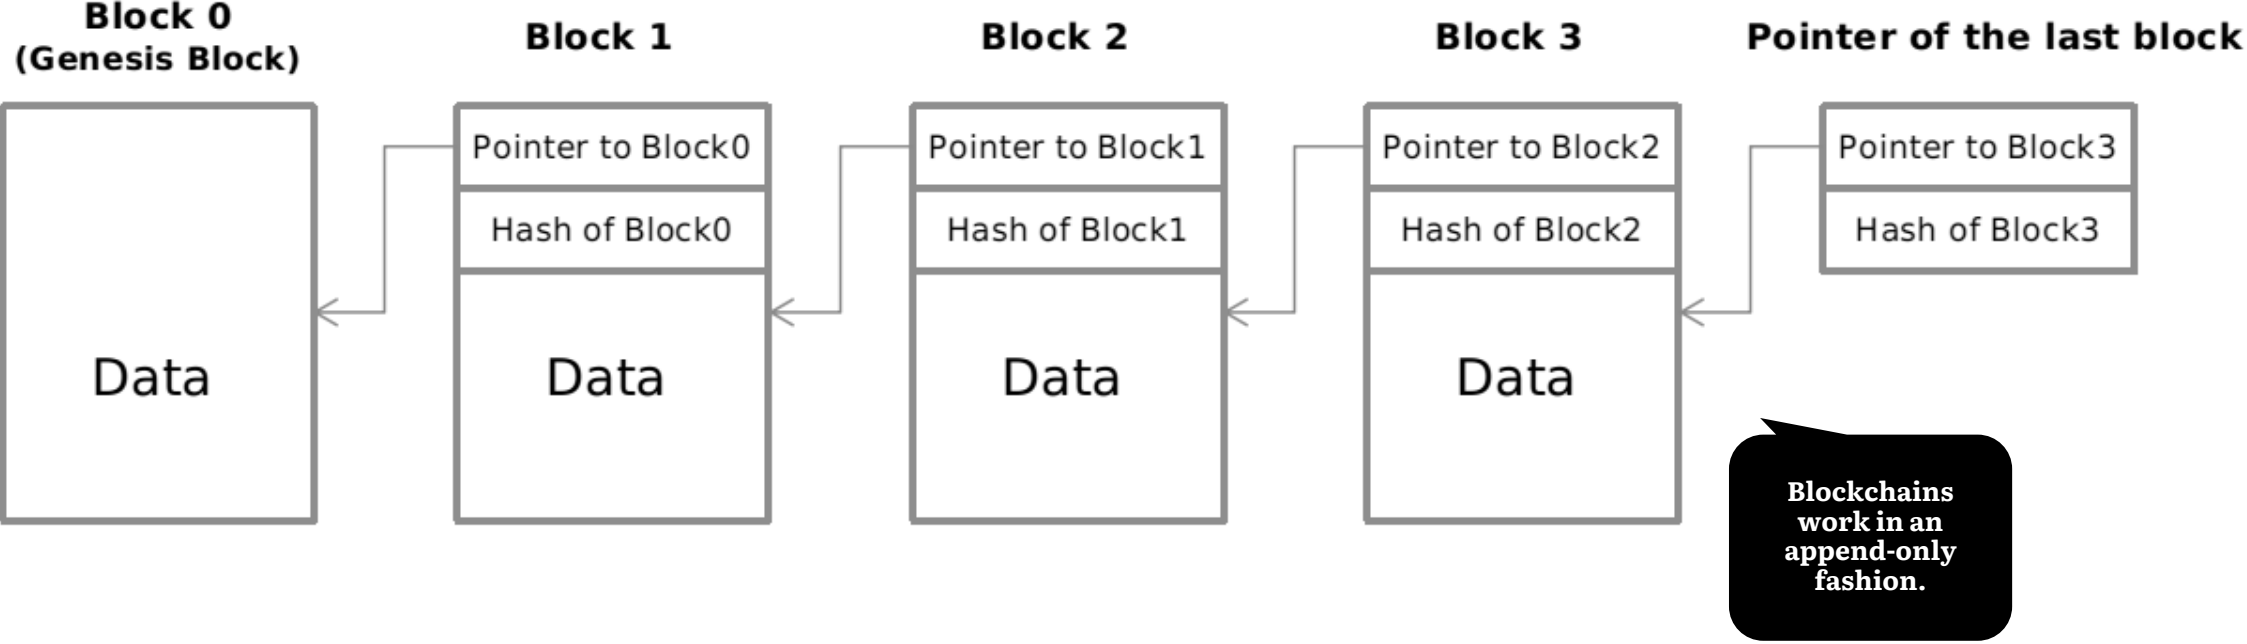 Block 0
(Genesis Block)
Block 1
Block 2
Block 3
Pointer of the last block
Pointer to Block0
Hash of Block0
Pointer to Block1
Hash of Block1
Pointer to Block2
Hash of Block2
Pointer to Block3
Hash of Block3
Data
Data
Data
Data
Blockchains
work in an
append-only
fashion.